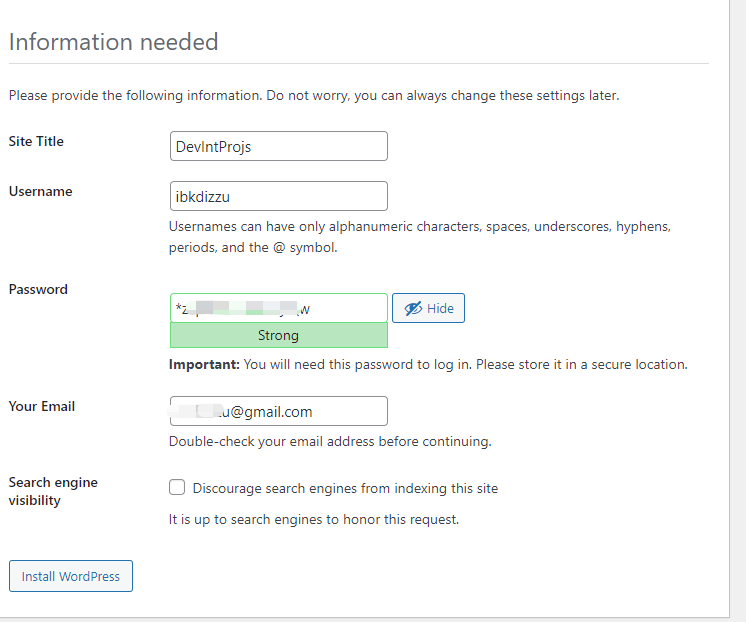 Information needed
Please provide the following information. Do not worry, you can always change these settings later.
Site Title
DevIntProjs
Username
ibkdizzu
Usernames can have only alphanumeric characters, spaces, underscores, hyphens,
periods, and the @ symbol.
Password
Hide
Strong
Important: You will need this password to log in. Please store it in a secure location.
Your Email
u@gmail.com
Double-check your email address before continuing.
Search engine
visibility
Discourage search engines from indexing this site
It is up to search engines to honor this request.
Install WordPress